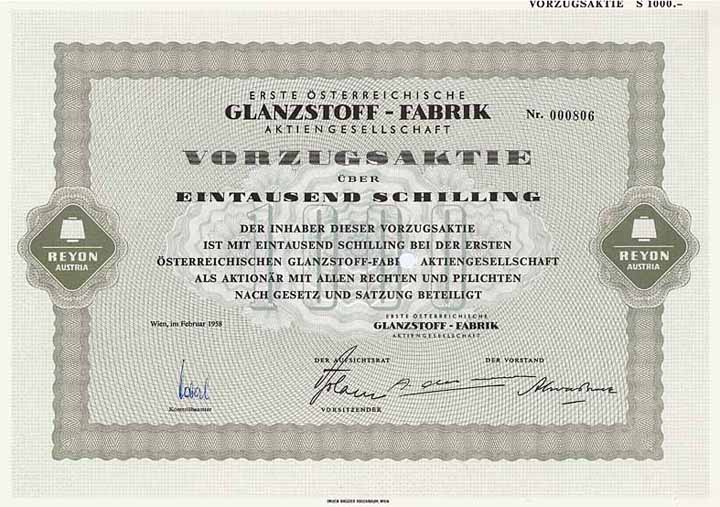 VORZUGSAKTIE S 1000.–
ERSTE ÖSTERREICHISCHE
GLANZSTOFF - FABRIK
AKTIENGESELLSCHAFT
Nr. 000806
VORZUGSAKTIE
ÜBER
EINTAUSEND SCHILLING
1000
DER INHABER DIESER VORZUGSAKTIE
IST MIT EINTAUSEND SCHILLING BEI DER ERSTEN
ÖSTERREICHISCHEN GLANZSTOFF-FABRIK AKTIENGESELLSCHAFT
ALS AKTIONÄR MIT ALLEN RECHTEN UND PFLICHTEN
NACH GESETZ UND SATZUNG BETEILIGT
REYON
AUSTRIA
REYON
AUSTRIA
Wien, im Februar 1958
ERSTE ÖSTERREICHISCHE
GLANZSTOFF - FABRIK
AKTIENGESELLSCHAFT
DER AUFSICHTSRAT
DER VORSTAND
Kontrollbeamter
VORSITZENDER